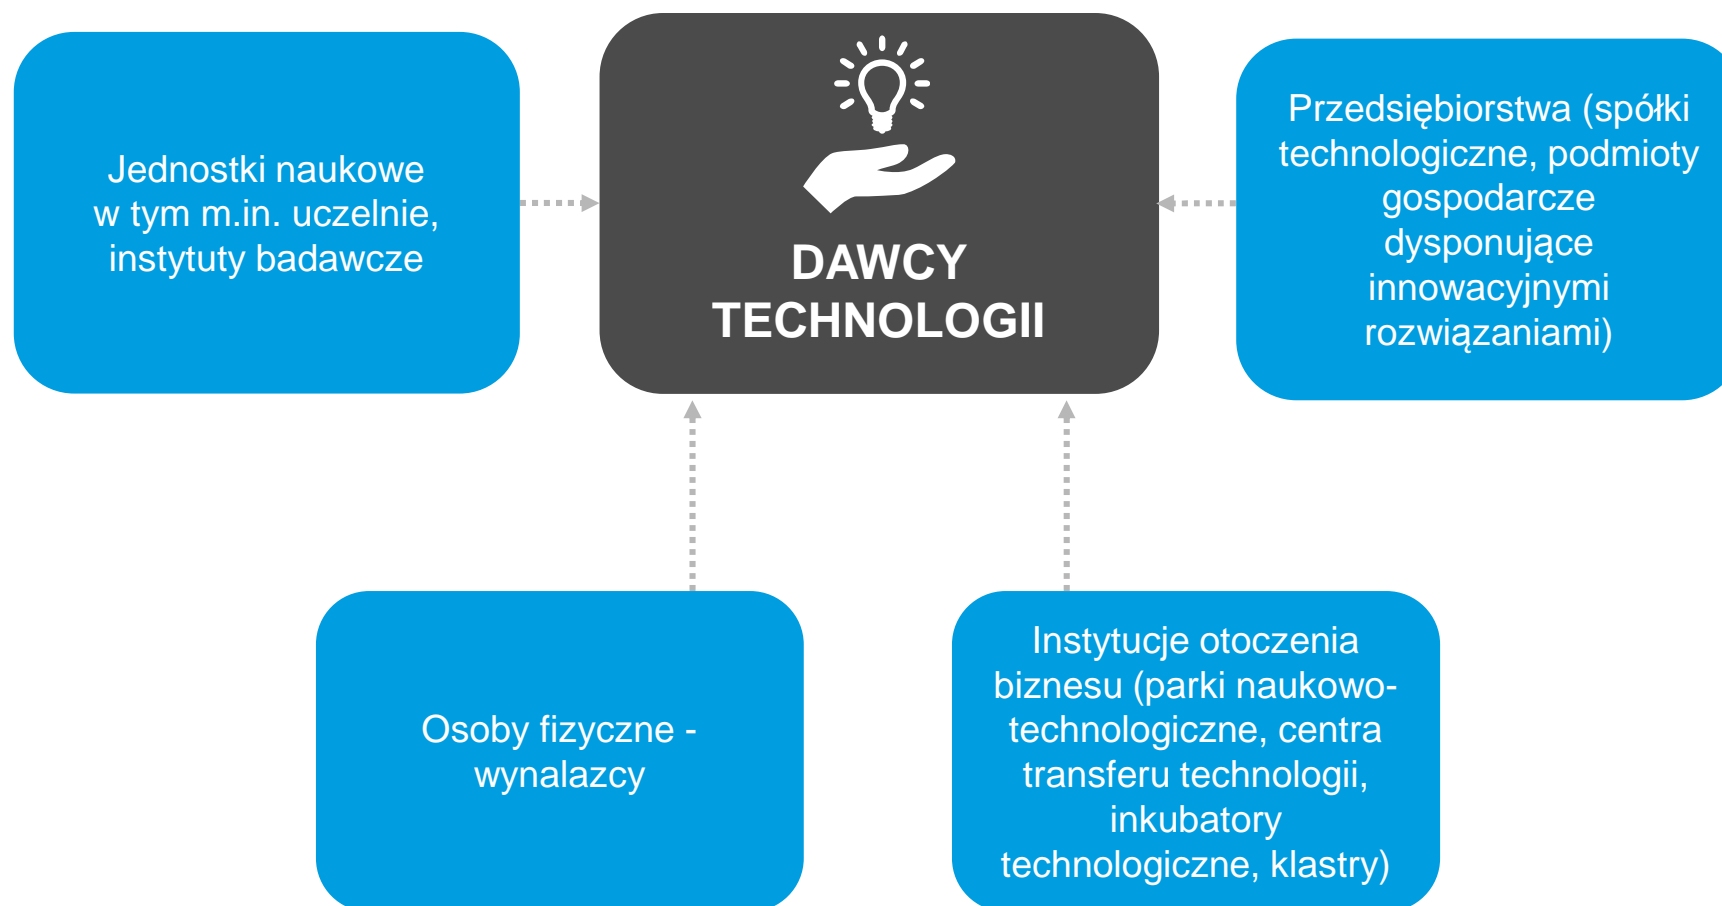 Jednostki naukowe
w tym m.in. uczelnie,
instytuty badawcze
DAWCY
TECHNOLOGII
Przedsiębiorstwa (spółki
technologiczne, podmioty
gospodarcze
dysponujące
innowacyjnymi
rozwiązaniami)
Osoby fizyczne -
wynalazcy
Instytucje otoczenia
biznesu (parki naukowo-
technologiczne, centra
transferu technologii,
inkubatory
technologiczne, klastry)